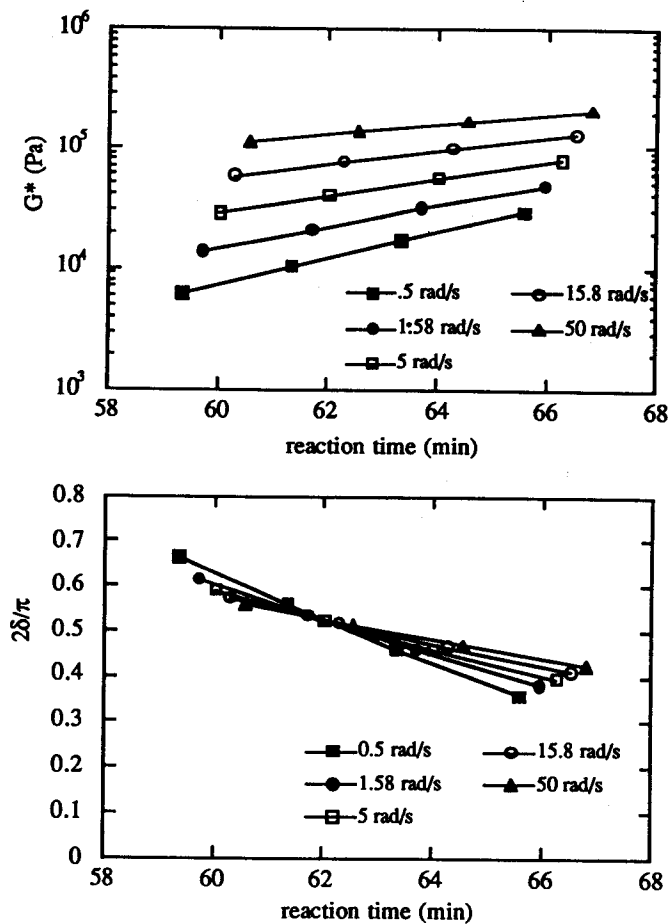 10⁶
10⁵
10⁴
10³
G* (Pa)
.5 rad/s
15.8 rad/s
1.58 rad/s
50 rad/s
5 rad/s
58 60 62 64 66 68
reaction time (min)
0.8
0.7
0.6
0.5
0.4
0.3
0.2
0.1
0
2δ/π
0.5 rad/s
15.8 rad/s
1.58 rad/s
50 rad/s
5 rad/s
58 60 62 64 66 68
reaction time (min)